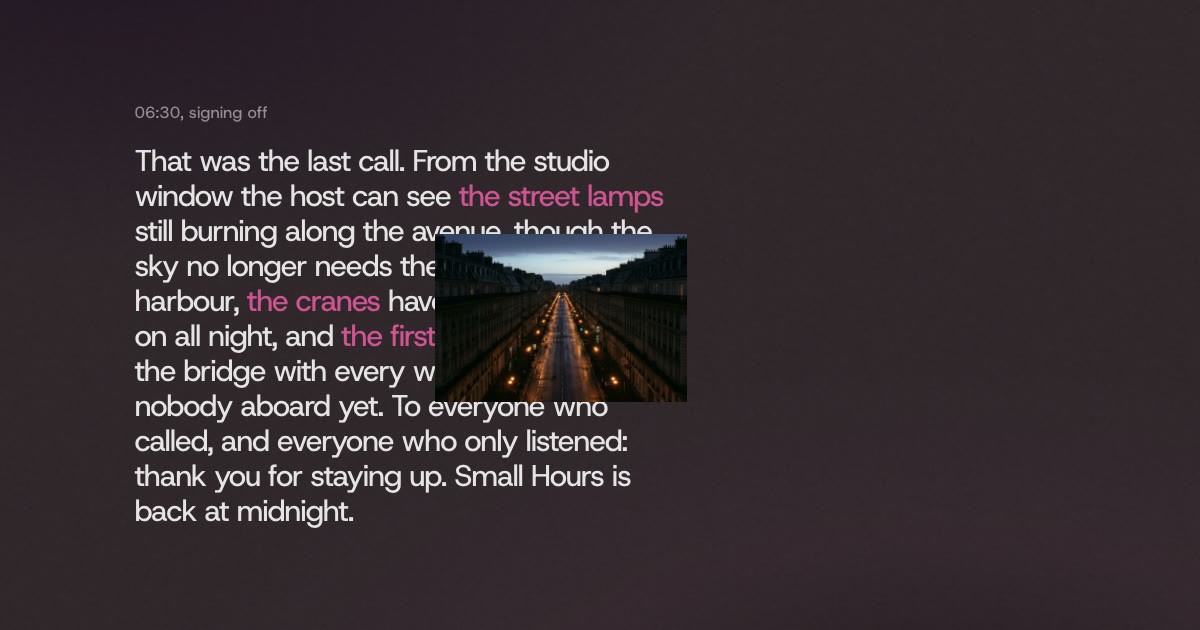 06:30, signing off
That was the last call. From the studio
window the host can see the street lamps
still burning along the avenue, though the
sky no longer needs
harbour, the cranes
on all night, and the first
the bridge with every
nobody aboard yet. To everyone who
called, and everyone who only listened:
thank you for staying up. Small Hours is
back at midnight.